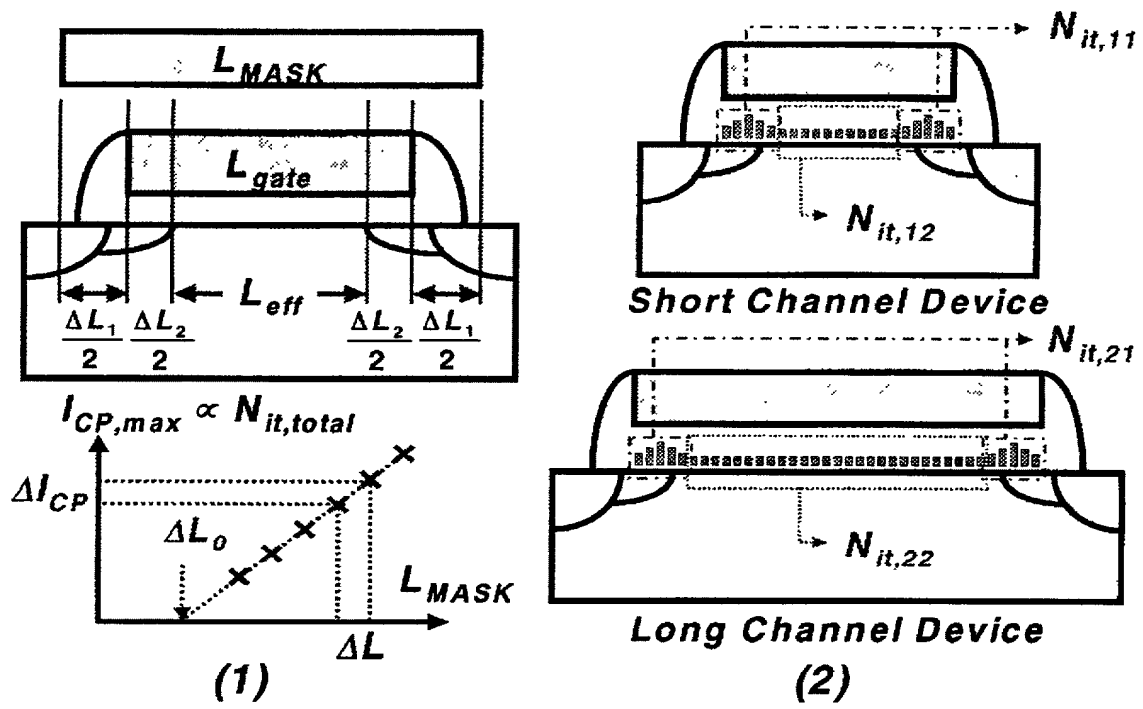 L_MASK
L_gate
L_eff
ΔL_1/2 ΔL_2/2 ΔL_2/2 ΔL_1/2
I_CP,max ∝ N_it,total
ΔI_CP
ΔL_0
L_MASK
ΔL
(1)
N_it,11
N_it,12
Short Channel Device
N_it,21
N_it,22
Long Channel Device
(2)